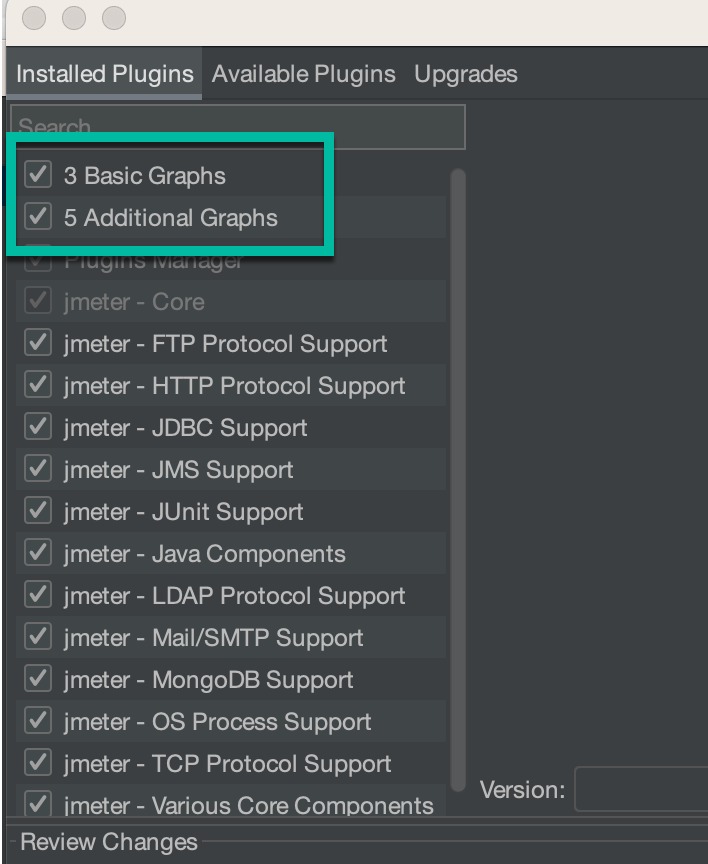 Installed Plugins Available Plugins Upgrades
Search
3 Basic Graphs
5 Additional Graphs
Plugins Manager
jmeter - Core
jmeter - FTP Protocol Support
jmeter - HTTP Protocol Support
jmeter - JDBC Support
jmeter - JMS Support
jmeter - JUnit Support
jmeter - Java Components
jmeter - LDAP Protocol Support
jmeter - Mail/SMTP Support
jmeter - MongoDB Support
jmeter - OS Process Support
jmeter - TCP Protocol Support
Version:
jmeter - Various Core Components
Review Changes